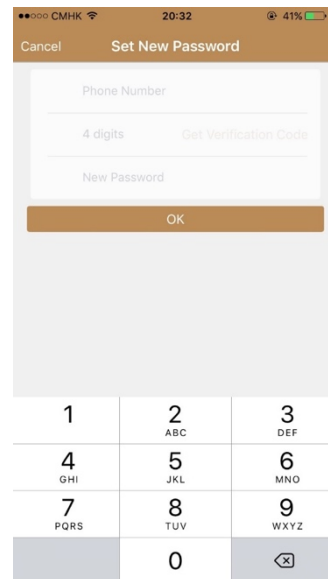 CMHK 20:32 41%
Cancel Set New Password
Phone Number
4 digits Get Verification Code
New Password
OK
1 2 3
ABC DEF
4 5 6
GHI JKL MNO
7 8 9
PQRS TUV WXYZ
0